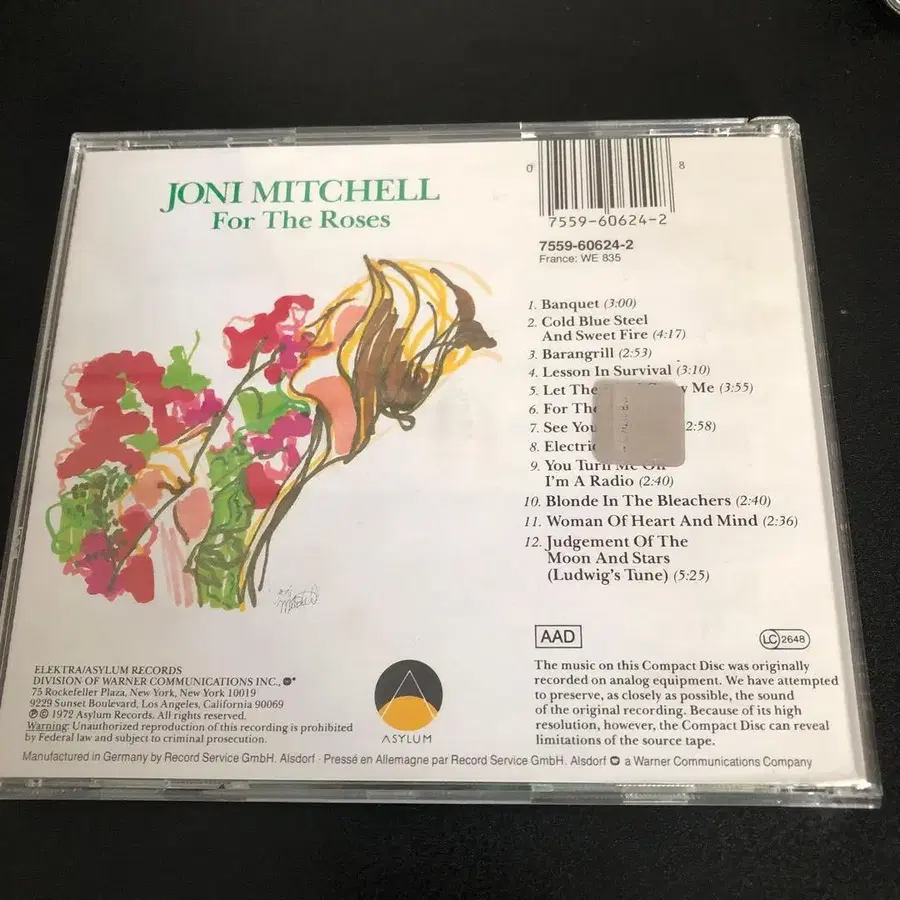 JONI MITCHELL
For The Roses
0 8
7559-60624-2
7559-60624-2
France: WE 835
1. Banquet (3:00)
2. Cold Blue Steel
And Sweet Fire (4:17)
3. Barangrill (2:53)
4. Lesson In Survival (3:10)
5. Let The Me (3:55)
6. For The
7. See You 2:58)
8. Electric
9. You Turn Me On
I'm A Radio (2:40)
10. Blonde In The Bleachers (2:40)
11. Woman Of Heart And Mind (2:36)
12. Judgement Of The
Moon And Stars
(Ludwig's Tune) (5:25)
AAD
LC 2648
The music on this Compact Disc was originally
recorded on analog equipment. We have attempted
to preserve, as closely as possible, the sound
of the original recording. Because of its high
resolution, however, the Compact Disc can reveal
limitations of the source tape.
ELEKTRA/ASYLUM RECORDS
DIVISION OF WARNER COMMUNICATIONS INC.,
75 Rockefeller Plaza, New York, New York 10019
9229 Sunset Boulevard, Los Angeles, California 90069
℗ © 1972 Asylum Records. All rights reserved.
Warning: Unauthorized reproduction of this recording is prohibited
by Federal law and subject to criminal prosecution.
ASYLUM
Manufactured in Germany by Record Service GmbH. Alsdorf · Pressé en Allemagne par Record Service GmbH. Alsdorf a Warner Communications Company